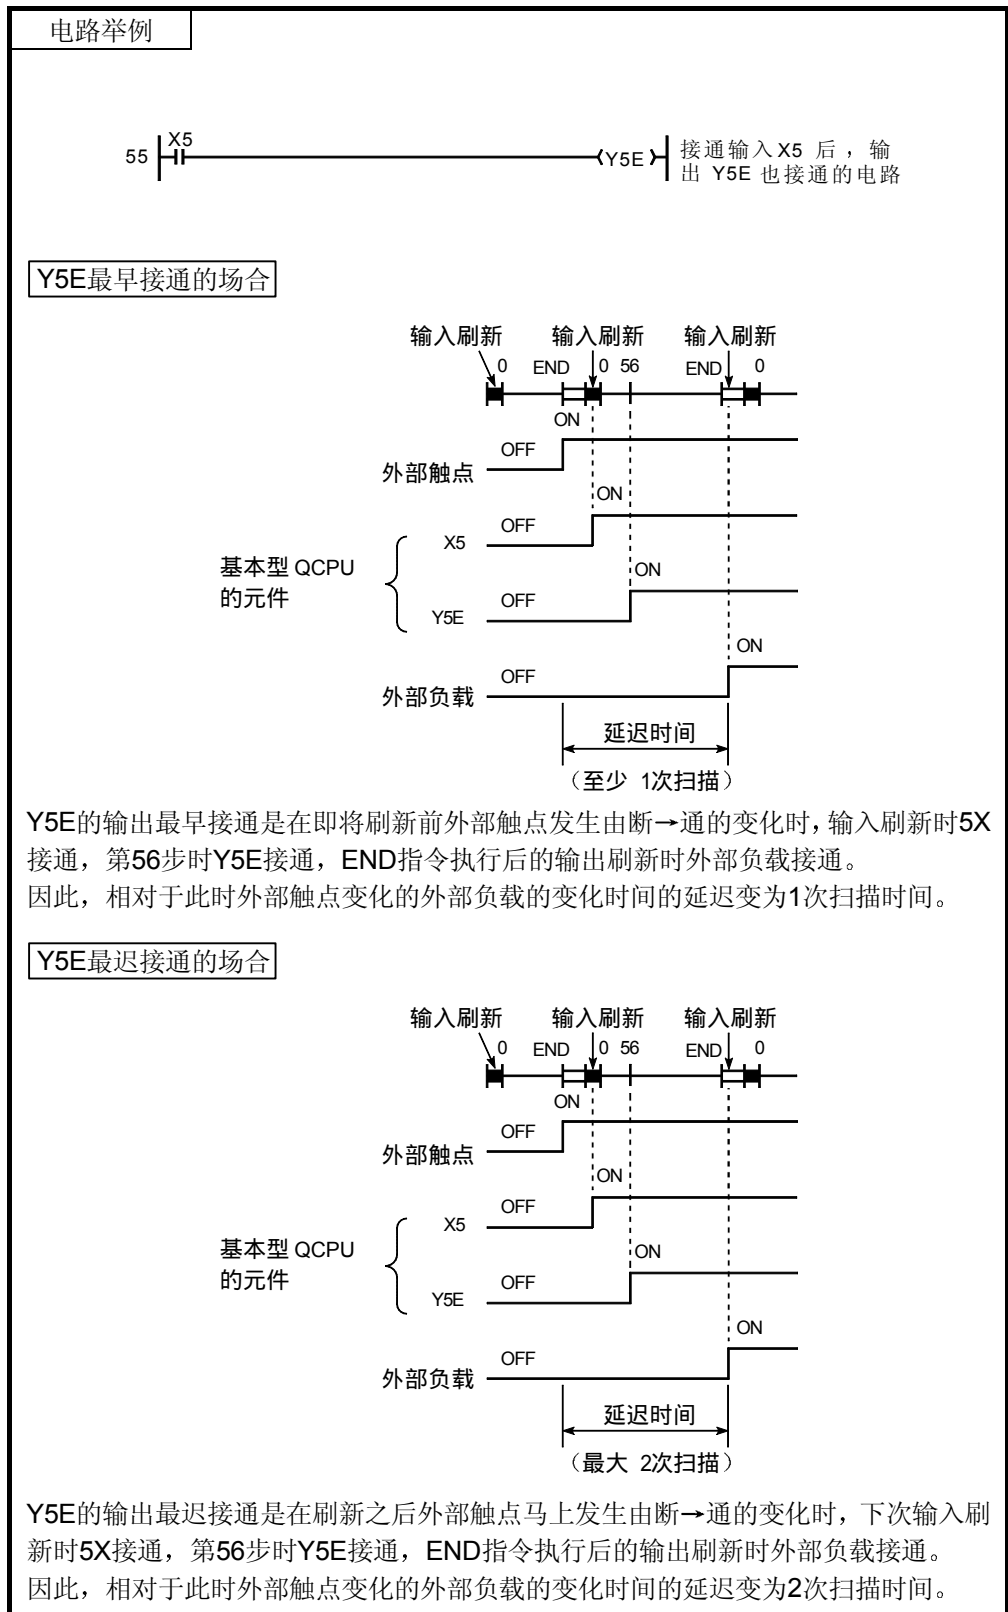 电路举例
X5
55
Y5E
接通输入X5 后，输
出 Y5E 也接通的电路
Y5E最早接通的场合
输入刷新 输入刷新 输入刷新
0 END 0 56 END 0
ON
OFF
外部触点
ON
OFF
X5
基本型 QCPU
的元件
ON
OFF
Y5E
ON
OFF
外部负载
延迟时间
（至少 1次扫描）
Y5E的输出最早接通是在即将刷新前外部触点发生由断→通的变化时，输入刷新时5X
接通，第56步时Y5E接通，END指令执行后的输出刷新时外部负载接通。
因此，相对于此时外部触点变化的外部负载的变化时间的延迟变为1次扫描时间。
Y5E最迟接通的场合
输入刷新 输入刷新 输入刷新
0 END 0 56 END 0
ON
OFF
外部触点
ON
OFF
X5
基本型 QCPU
的元件
ON
OFF
Y5E
ON
OFF
外部负载
延迟时间
（最大 2次扫描）
Y5E的输出最迟接通是在刷新之后外部触点马上发生由断→通的变化时，下次输入刷
新时5X接通，第56步时Y5E接通，END指令执行后的输出刷新时外部负载接通。
因此，相对于此时外部触点变化的外部负载的变化时间的延迟变为2次扫描时间。